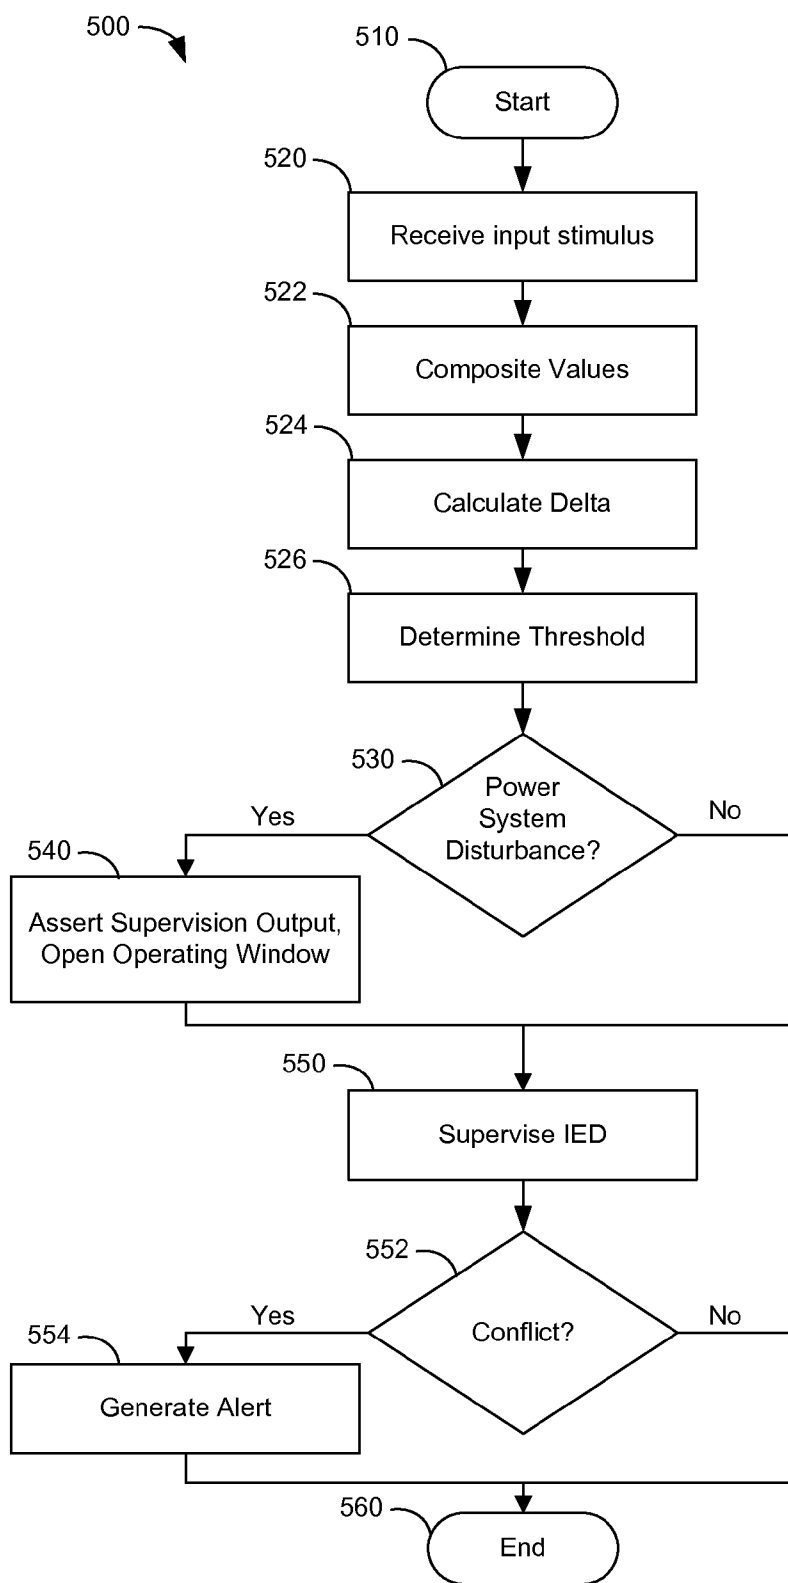 500
510
Start
520
Receive input stimulus
522
Composite Values
524
Calculate Delta
526
Determine Threshold
530
Power
System
Disturbance?
Yes
No
540
Assert Supervision Output,
Open Operating Window
550
Supervise IED
552
Conflict?
Yes
No
554
Generate Alert
560
End